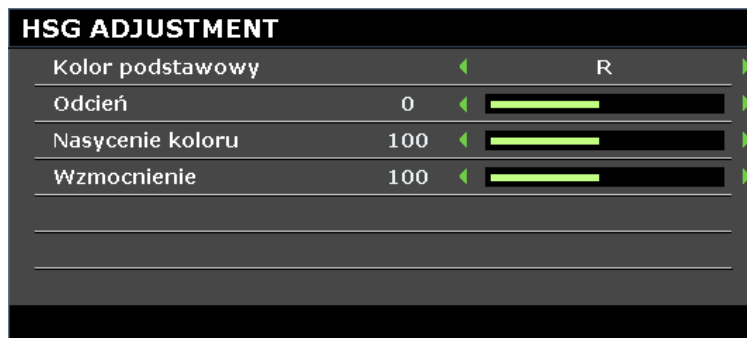 HSG ADJUSTMENT
Kolor podstawowy R
Odcień 0
Nasycenie koloru 100
Wzmocnienie 100